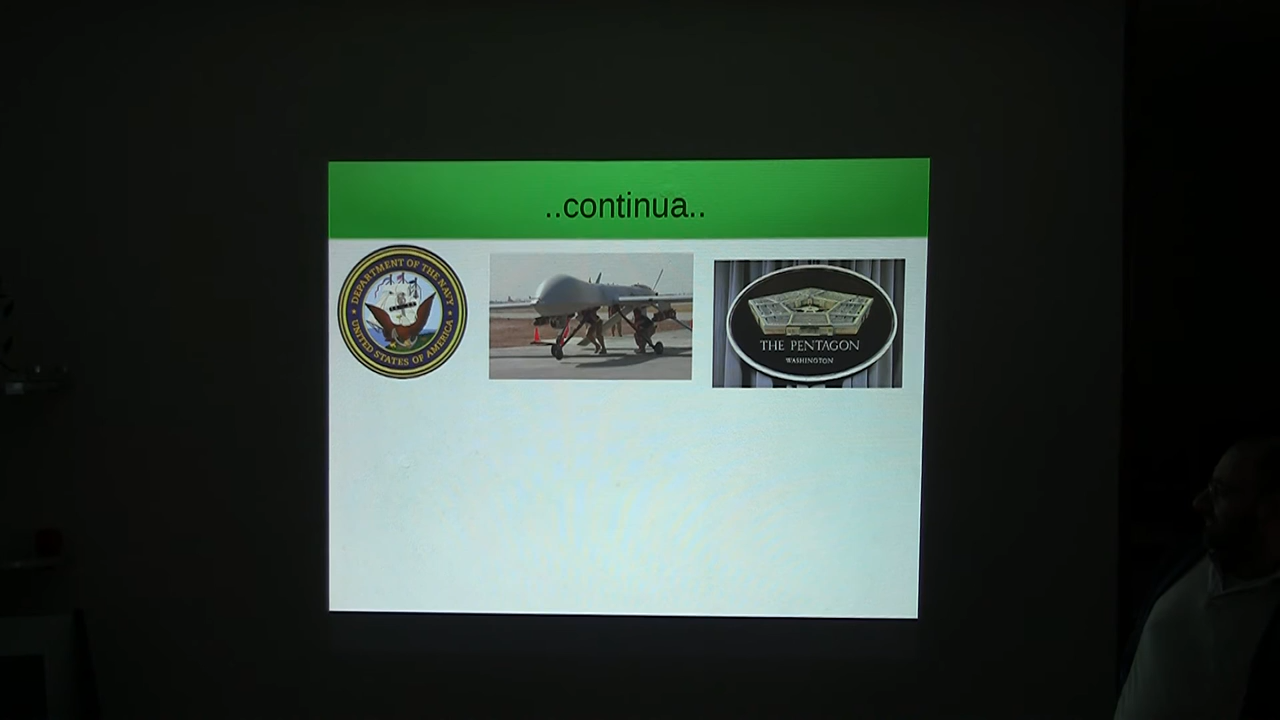 ..continua..
DEPARTMENT OF THE NAVY
UNITED STATES OF AMERICA
THE PENTAGON
WASHINGTON